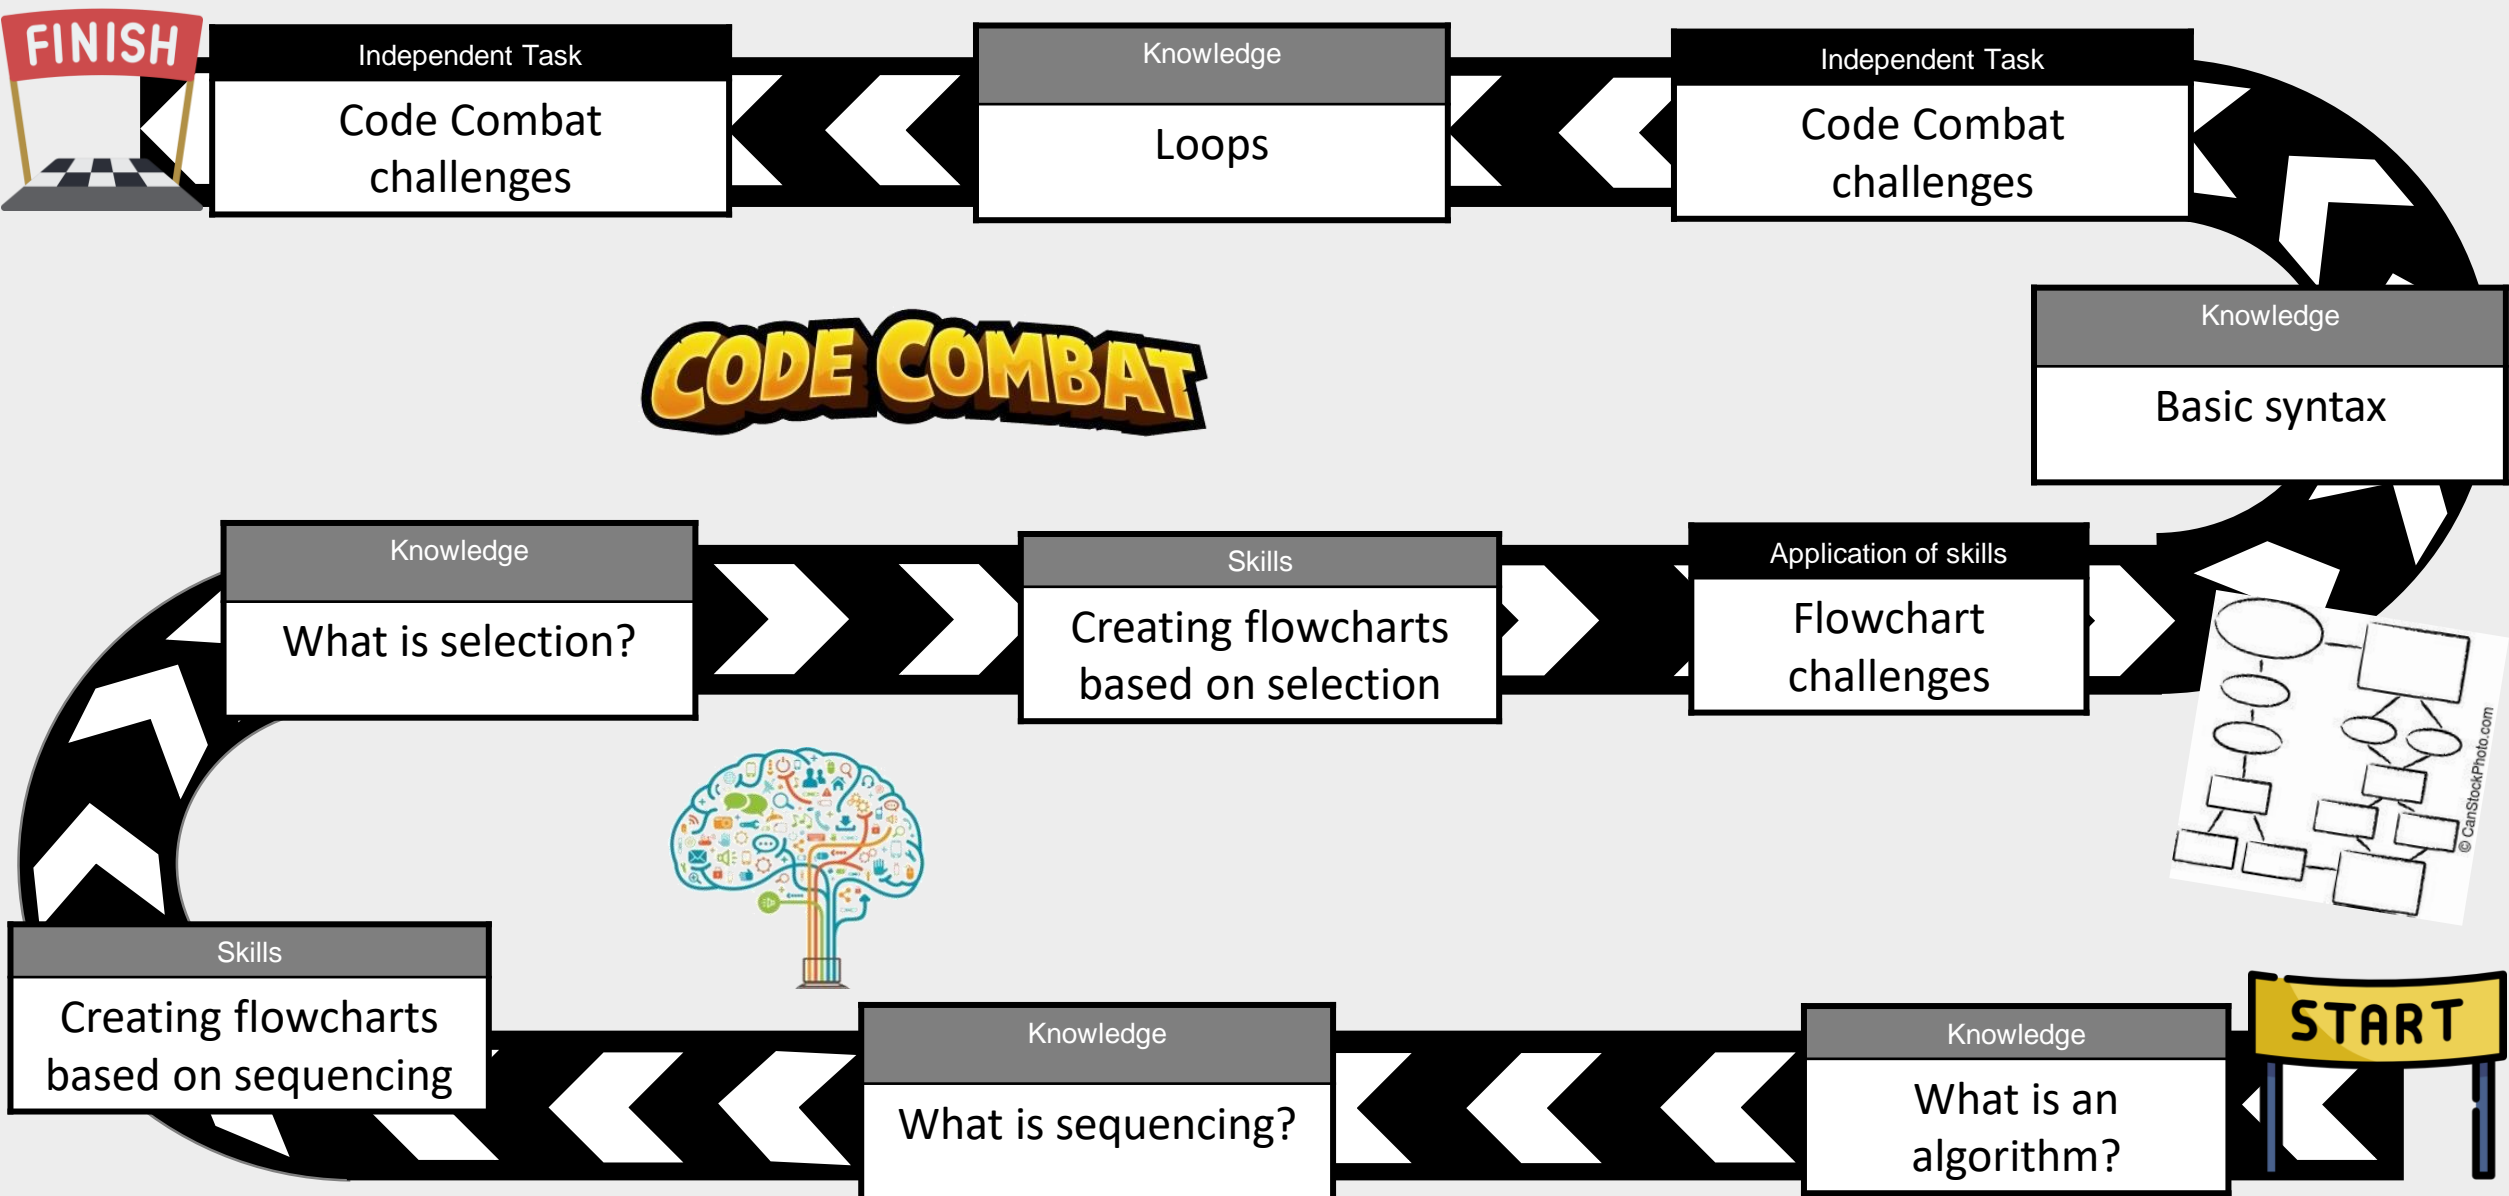 FINISH
Independent Task
Code Combat
challenges
Knowledge
Loops
Independent Task
Code Combat
challenges
CODE COMBAT
Knowledge
Basic syntax
Knowledge
What is selection?
Skills
Creating flowcharts
based on selection
Application of skills
Flowchart
challenges
© CanStockPhoto.com
Skills
Creating flowcharts
based on sequencing
Knowledge
What is sequencing?
Knowledge
What is an
algorithm?
START